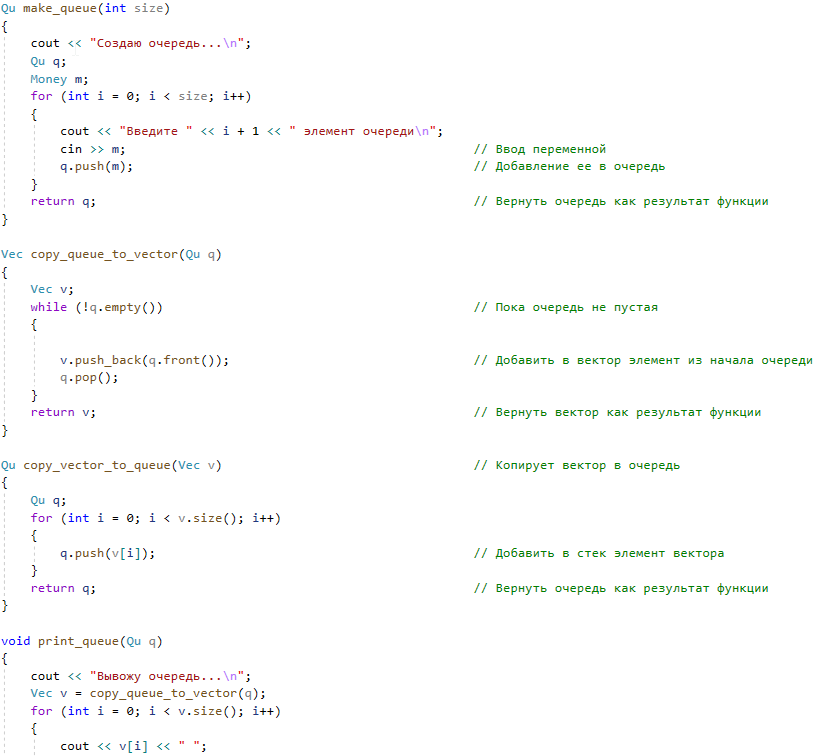 Qu make_queue(int size)
{
    cout << "Создаю очередь...\n";
    Qu q;
    Money m;
    for (int i = 0; i < size; i++)
    {
        cout << "Введите " << i + 1 << " элемент очереди\n";
        cin >> m; // Ввод переменной
        q.push(m); // Добавление ее в очередь
    }
    return q; // Вернуть очередь как результат функции
}

Vec copy_queue_to_vector(Qu q)
{
    Vec v;
    while (!q.empty()) // Пока очередь не пустая
    {

        v.push_back(q.front()); // Добавить в вектор элемент из начала очереди
        q.pop();
    }
    return v; // Вернуть вектор как результат функции
}

Qu copy_vector_to_queue(Vec v) // Копирует вектор в очередь
{
    Qu q;
    for (int i = 0; i < v.size(); i++)
    {
        q.push(v[i]); // Добавить в стек элемент вектора
    }
    return q; // Вернуть очередь как результат функции
}

void print_queue(Qu q)
{
    cout << "Вывожу очередь...\n";
    Vec v = copy_queue_to_vector(q);
    for (int i = 0; i < v.size(); i++)
    {
        cout << v[i] << " ";